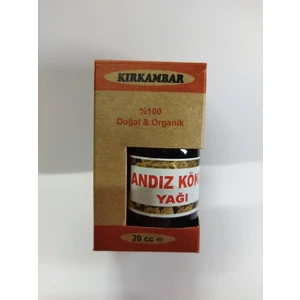 KIRKAMBAR
%100
Doğal & Organik
ANDIZ KÖK
YAĞI
20 cc e